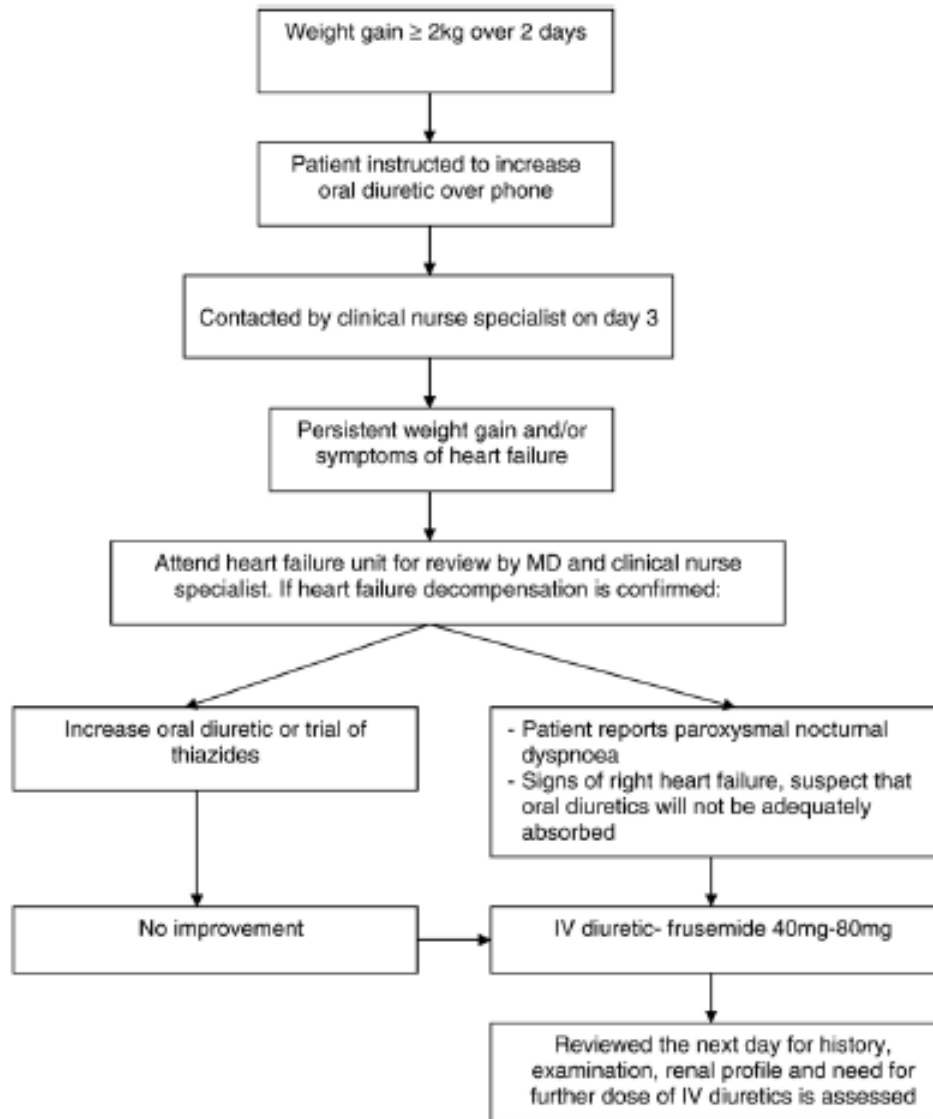 Weight gain ≥ 2kg over 2 days
Patient instructed to increase
oral diuretic over phone
Contacted by clinical nurse specialist on day 3
Persistent weight gain and/or
symptoms of heart failure
Attend heart failure unit for review by MD and clinical nurse
specialist. If heart failure decompensation is confirmed:
Increase oral diuretic or trial of
thiazides
- Patient reports paroxysmal nocturnal
dyspnoea
- Signs of right heart failure, suspect that
oral diuretics will not be adequately
absorbed
No improvement
IV diuretic- frusemide 40mg-80mg
Reviewed the next day for history,
examination, renal profile and need for
further dose of IV diuretics is assessed